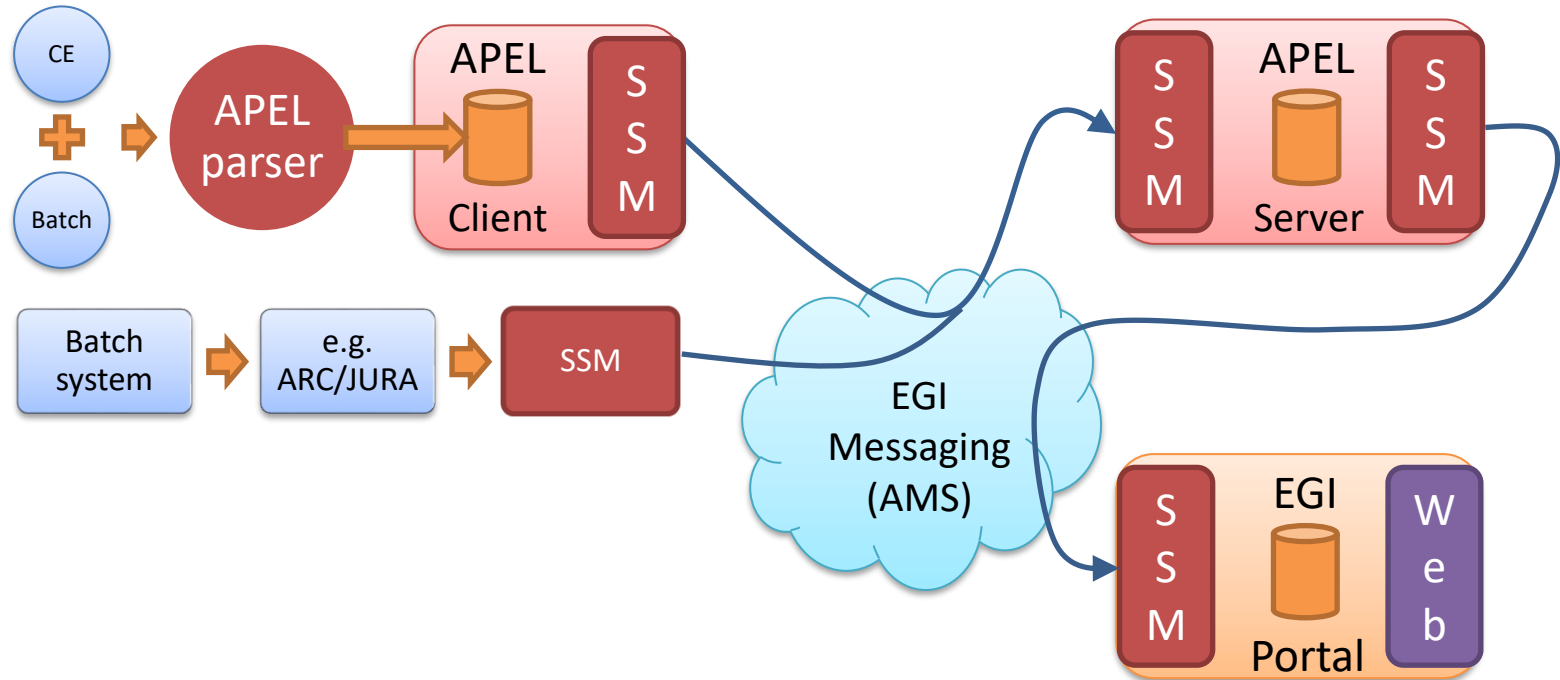 CE
Batch
APEL
parser
APEL
Client
S
S
M
Batch
system
e.g.
ARC/JURA
SSM
EGI
Messaging
(AMS)
S
S
M
APEL
Server
S
S
M
S
S
M
EGI
Portal
W
e
b